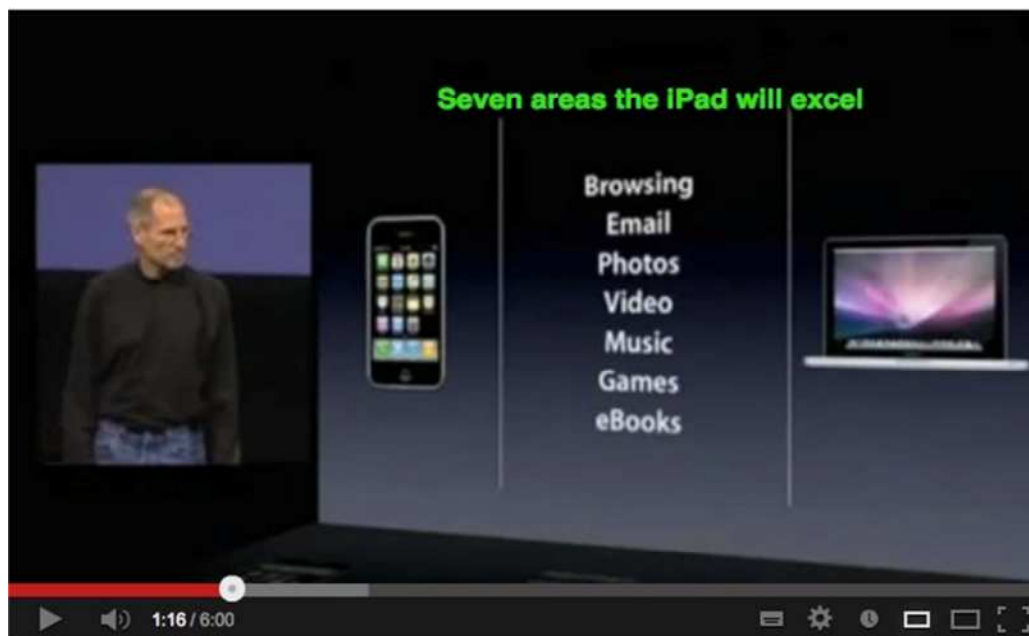 Seven areas the iPad will excel
Browsing
Email
Photos
Video
Music
Games
eBooks
1:16 / 6:00